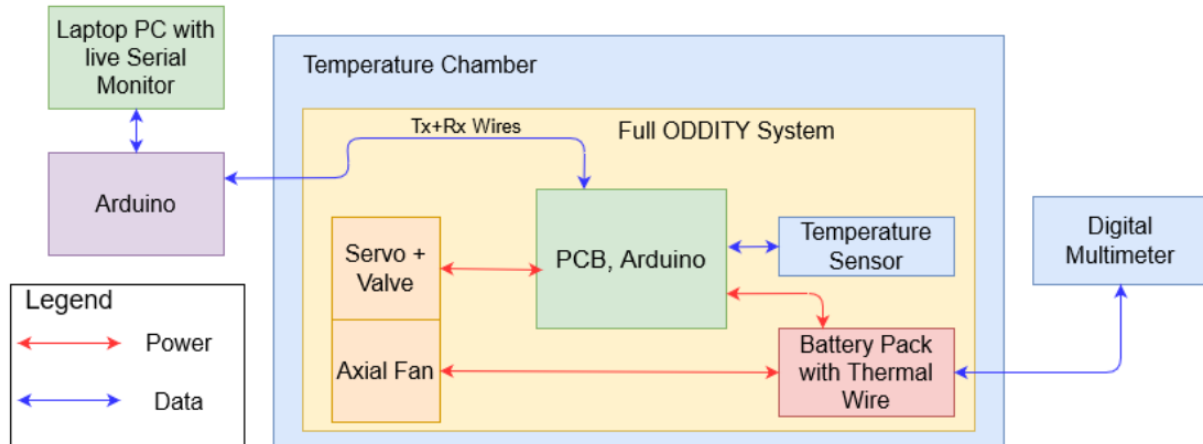 Laptop PC with
live Serial
Monitor
Temperature Chamber
Tx+Rx Wires
Full ODDITY System
Arduino
Servo +
Valve
PCB, Arduino
Temperature
Sensor
Digital
Multimeter
Legend
Power
Data
Axial Fan
Battery Pack
with Thermal
Wire